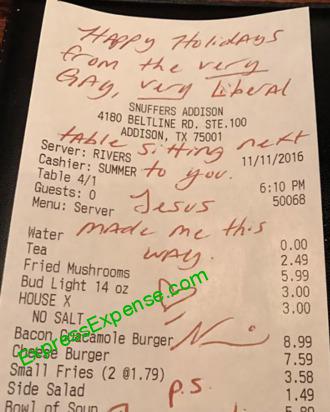 HAPPY HOLIDAYS
from the very
GAY, very Liberal
SNUFFERS ADDISON
4180 BELTLINE RD. STE.100
ADDISON, TX 75001
table sitting next
Server: RIVERS 11/11/2016
Cashier: SUMMER
to you.
Table 4/1 6:10 PM
Guests: 0 50068
Jesus
Menu: Server
made me this
Water 0.00
way.
Tea 2.49
Fried Mushrooms 5.99
Bud Light 14 oz 3.00
HOUSE X 3.00
NO SALT
Bacon Guacamole Burger 8.99
Cheese Burger 7.59
Small Fries (2 @1.79) 3.58
P.S.
Side Salad 1.49
Bowl of Soup
ExpressExpense.com